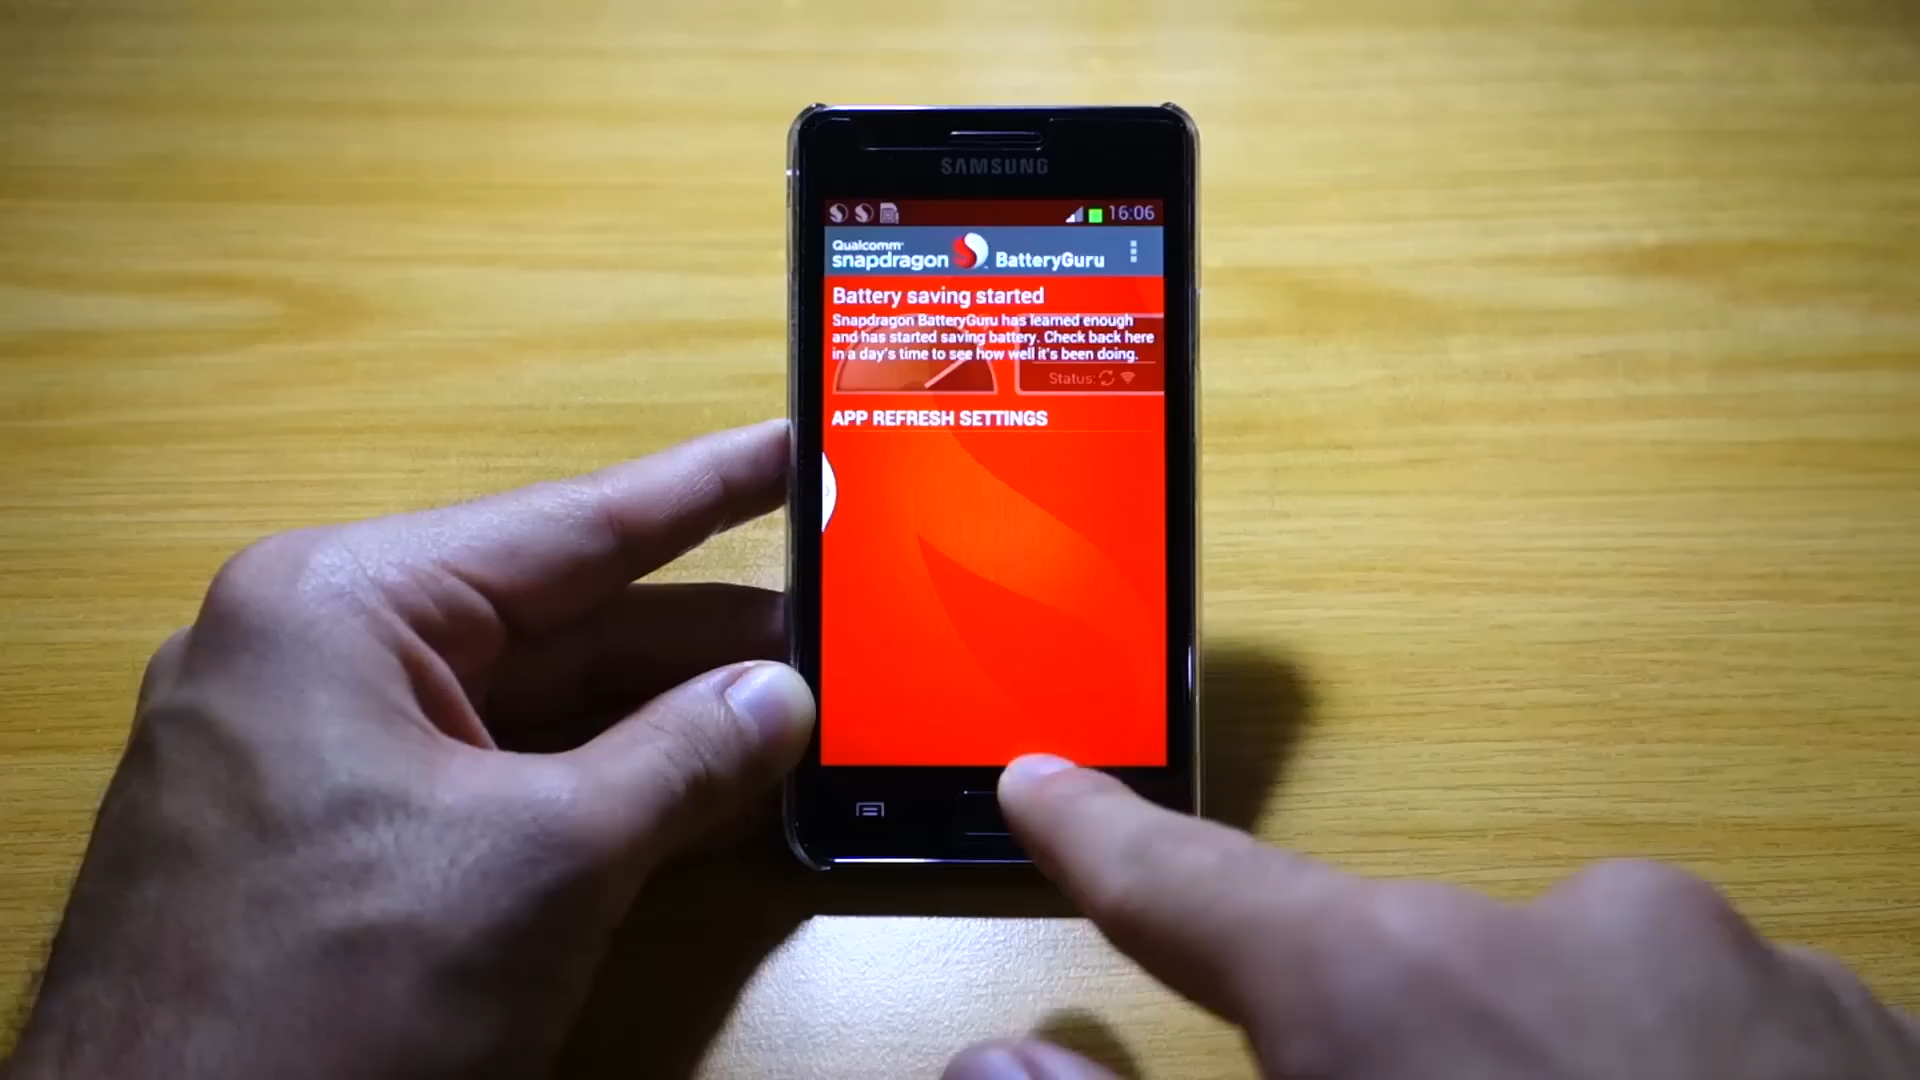 SAMSUNG
16:06
Qualcomm
snapdragon
BatteryGuru
Battery saving started
Snapdragon BatteryGuru has learned enough
and has started saving battery. Check back here
in a day's time to see how well it's been doing.
Status:
APP REFRESH SETTINGS